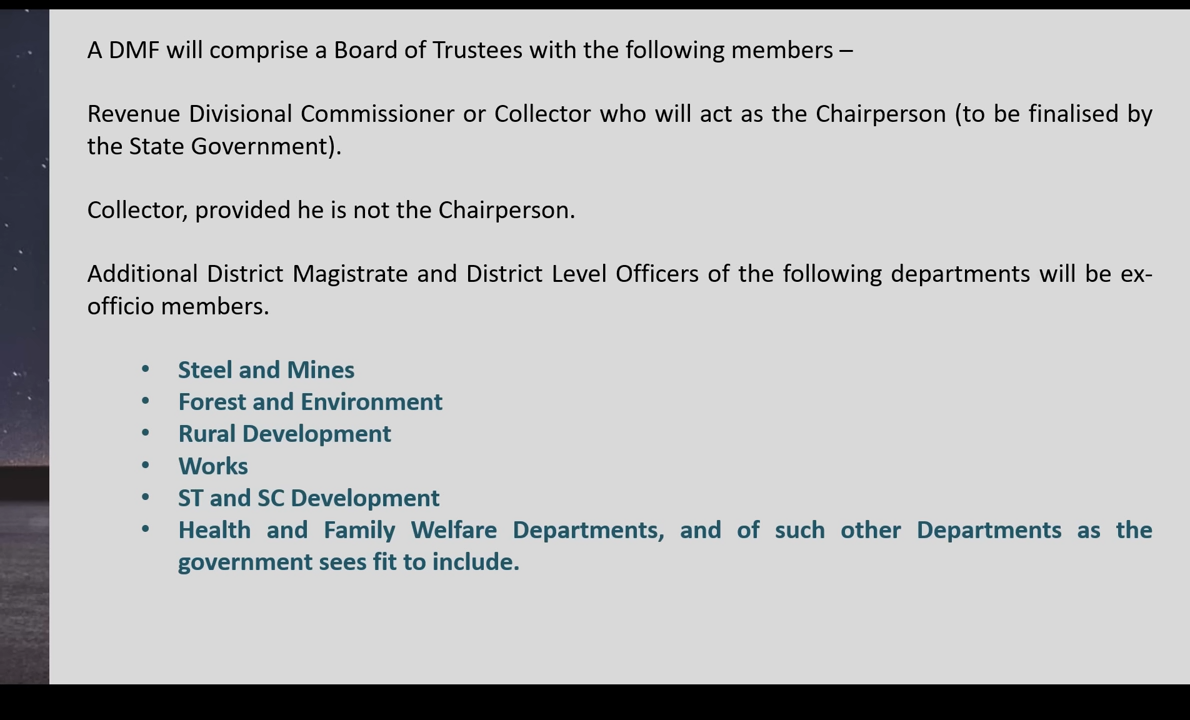 A DMF will comprise a Board of Trustees with the following members –
Revenue Divisional Commissioner or Collector who will act as the Chairperson (to be finalised by
the State Government).
Collector, provided he is not the Chairperson.
Additional District Magistrate and District Level Officers of the following departments will be ex-
officio members.
• Steel and Mines
• Forest and Environment
• Rural Development
• Works
• ST and SC Development
• Health and Family Welfare Departments, and of such other Departments as the
government sees fit to include.